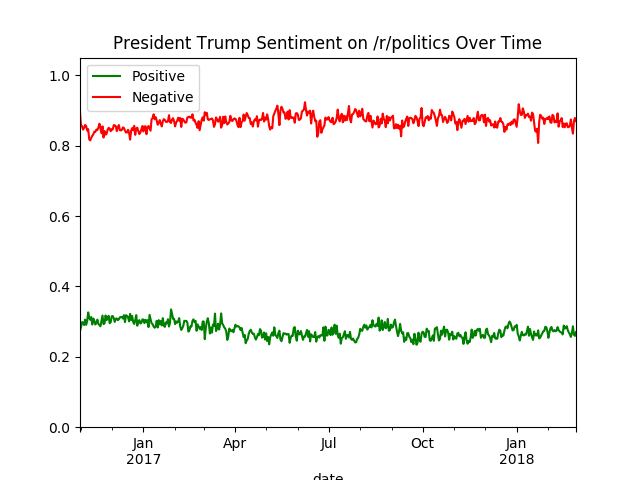 President Trump Sentiment on /r/politics Over Time
Positive
Negative
1.0
0.8
0.6
0.4
0.2
0.0
Jan
2017
Apr
Jul
Oct
Jan
2018
date